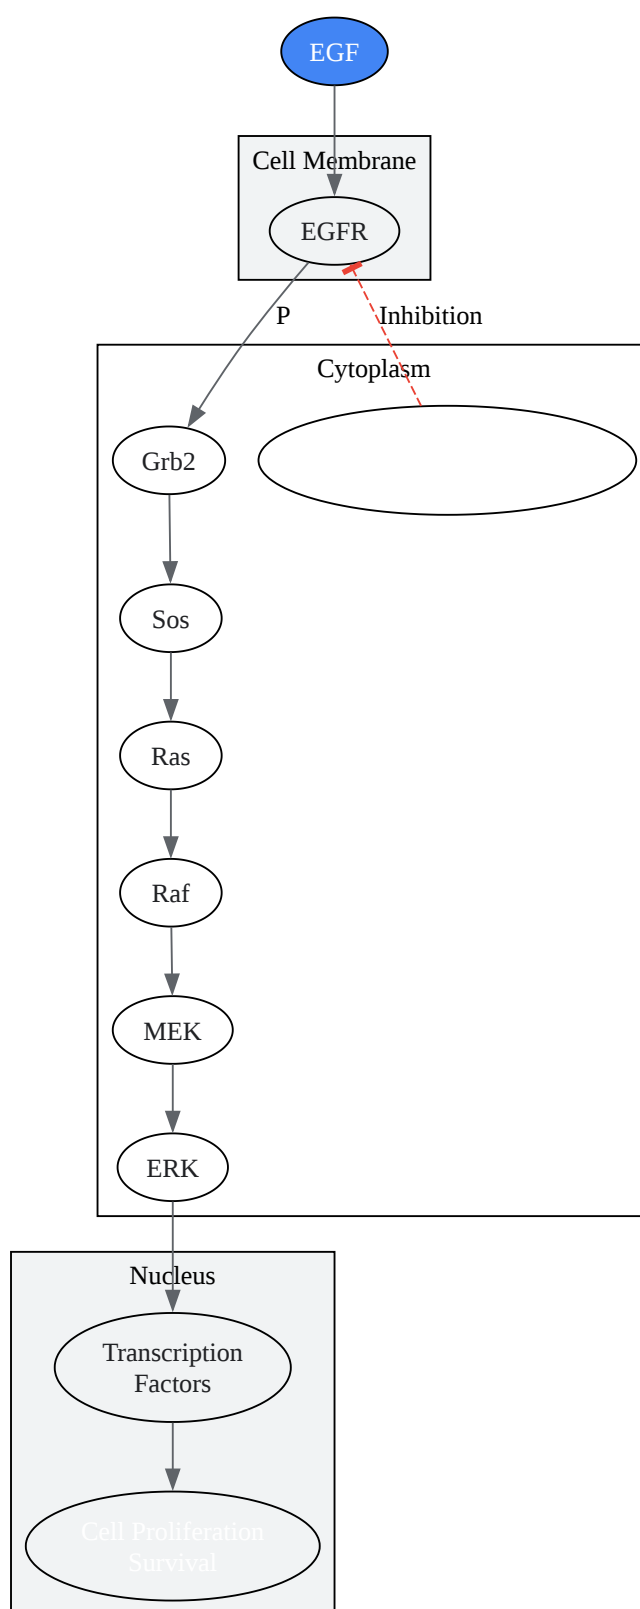 EGF
Cell Membrane
EGFR
P
Inhibition
Cytoplasm
Grb2
Sos
Ras
Raf
MEK
ERK
Nucleus
Transcription
Factors
Cell Proliferation
Survival